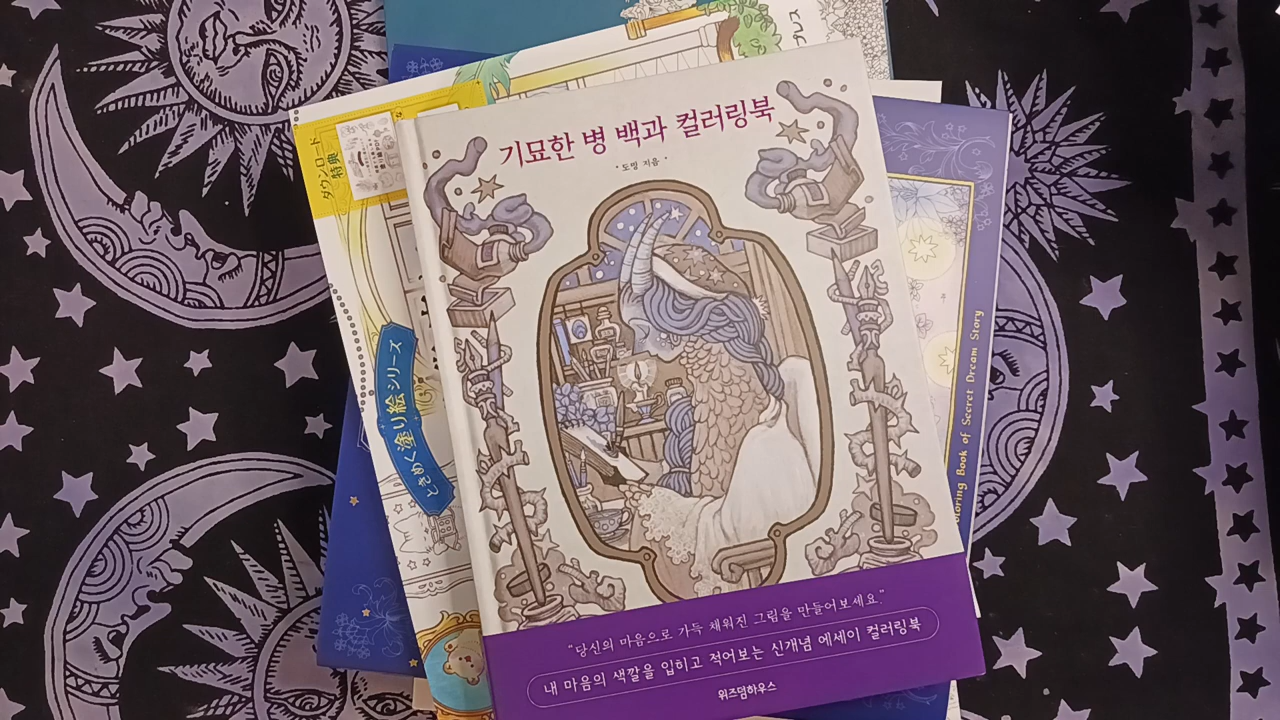 기묘한 병 백과 컬러링북
• 도밍 지음 •
"당신의 마음으로 가득 채워진 그림을 만들어보세요."
내 마음의 색깔을 입히고 적어보는 신개념 에세이 컬러링북
위즈덤하우스
ダウンロード
特典
ときめく塗り絵シリーズ
プレス
oloring Book of Secret Dream Story